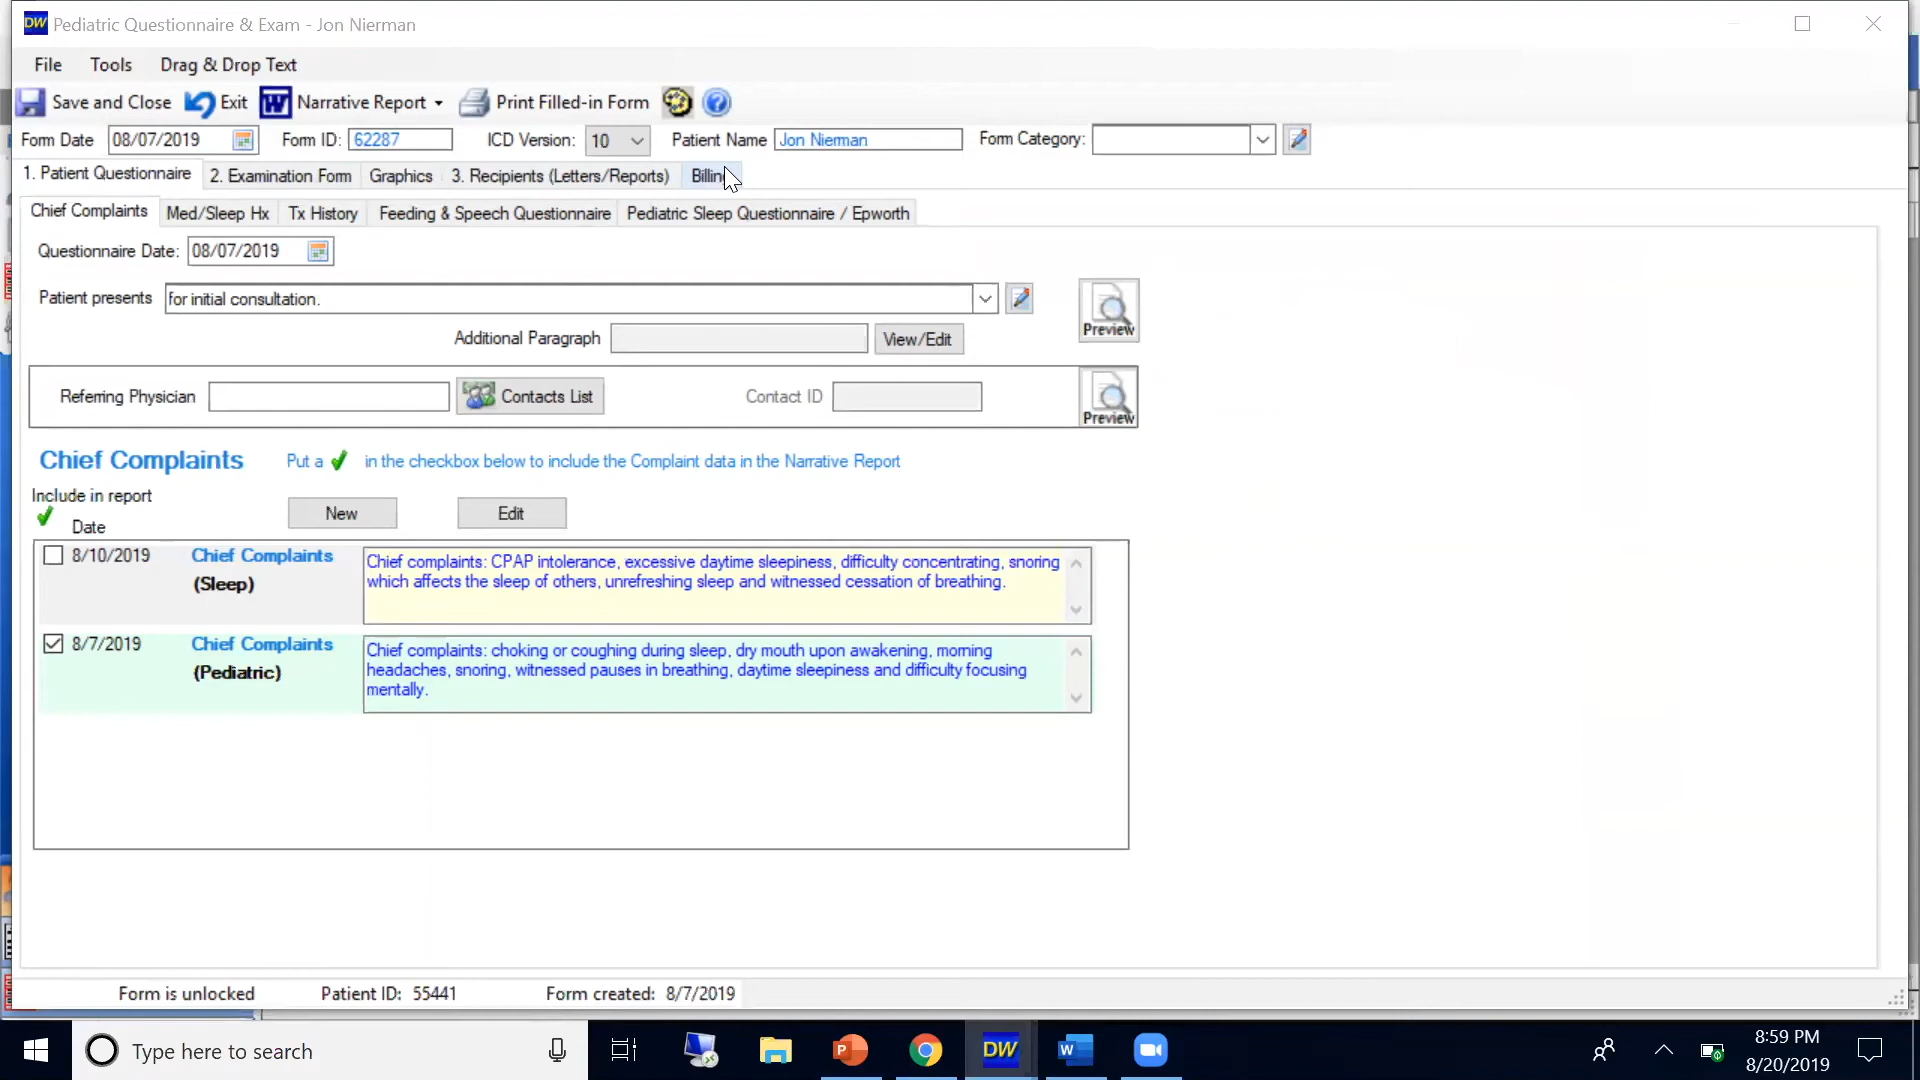 DW Pediatric Questionnaire & Exam - Jon Nierman
File Tools Drag & Drop Text
Save and Close Exit W Narrative Report Print Filled-in Form ?
Form Date 08/07/2019 Form ID: 62287 ICD Version: 10 Patient Name Jon Nierman Form Category:
1. Patient Questionnaire 2. Examination Form Graphics 3. Recipients (Letters/Reports)
Chief Complaints Med/Sleep Hx Tx History Feeding & Speech Questionnaire Pediatric Sleep Questionnaire / Epworth
Questionnaire Date: 08/07/2019
Patient presents for initial consultation.
Preview
Additional Paragraph View/Edit
Referring Physician Contacts List Contact ID
Preview
Chief Complaints Put a in the checkbox below to include the Complaint data in the Narrative Report
Include in report
New Edit
Date
8/10/2019 Chief Complaints Chief complaints: CPAP intolerance, excessive daytime sleepiness, difficulty concentrating, snoring
(Sleep) which affects the sleep of others, unrefreshing sleep and witnessed cessation of breathing.
8/7/2019 Chief Complaints Chief complaints: choking or coughing during sleep, dry mouth upon awakening, morning
(Pediatric) headaches, snoring, witnessed pauses in breathing, daytime sleepiness and difficulty focusing
mentally.
Form is unlocked Patient ID: 55441 Form created: 8/7/2019
Type here to search
P DW W
8:59 PM
8/20/2019